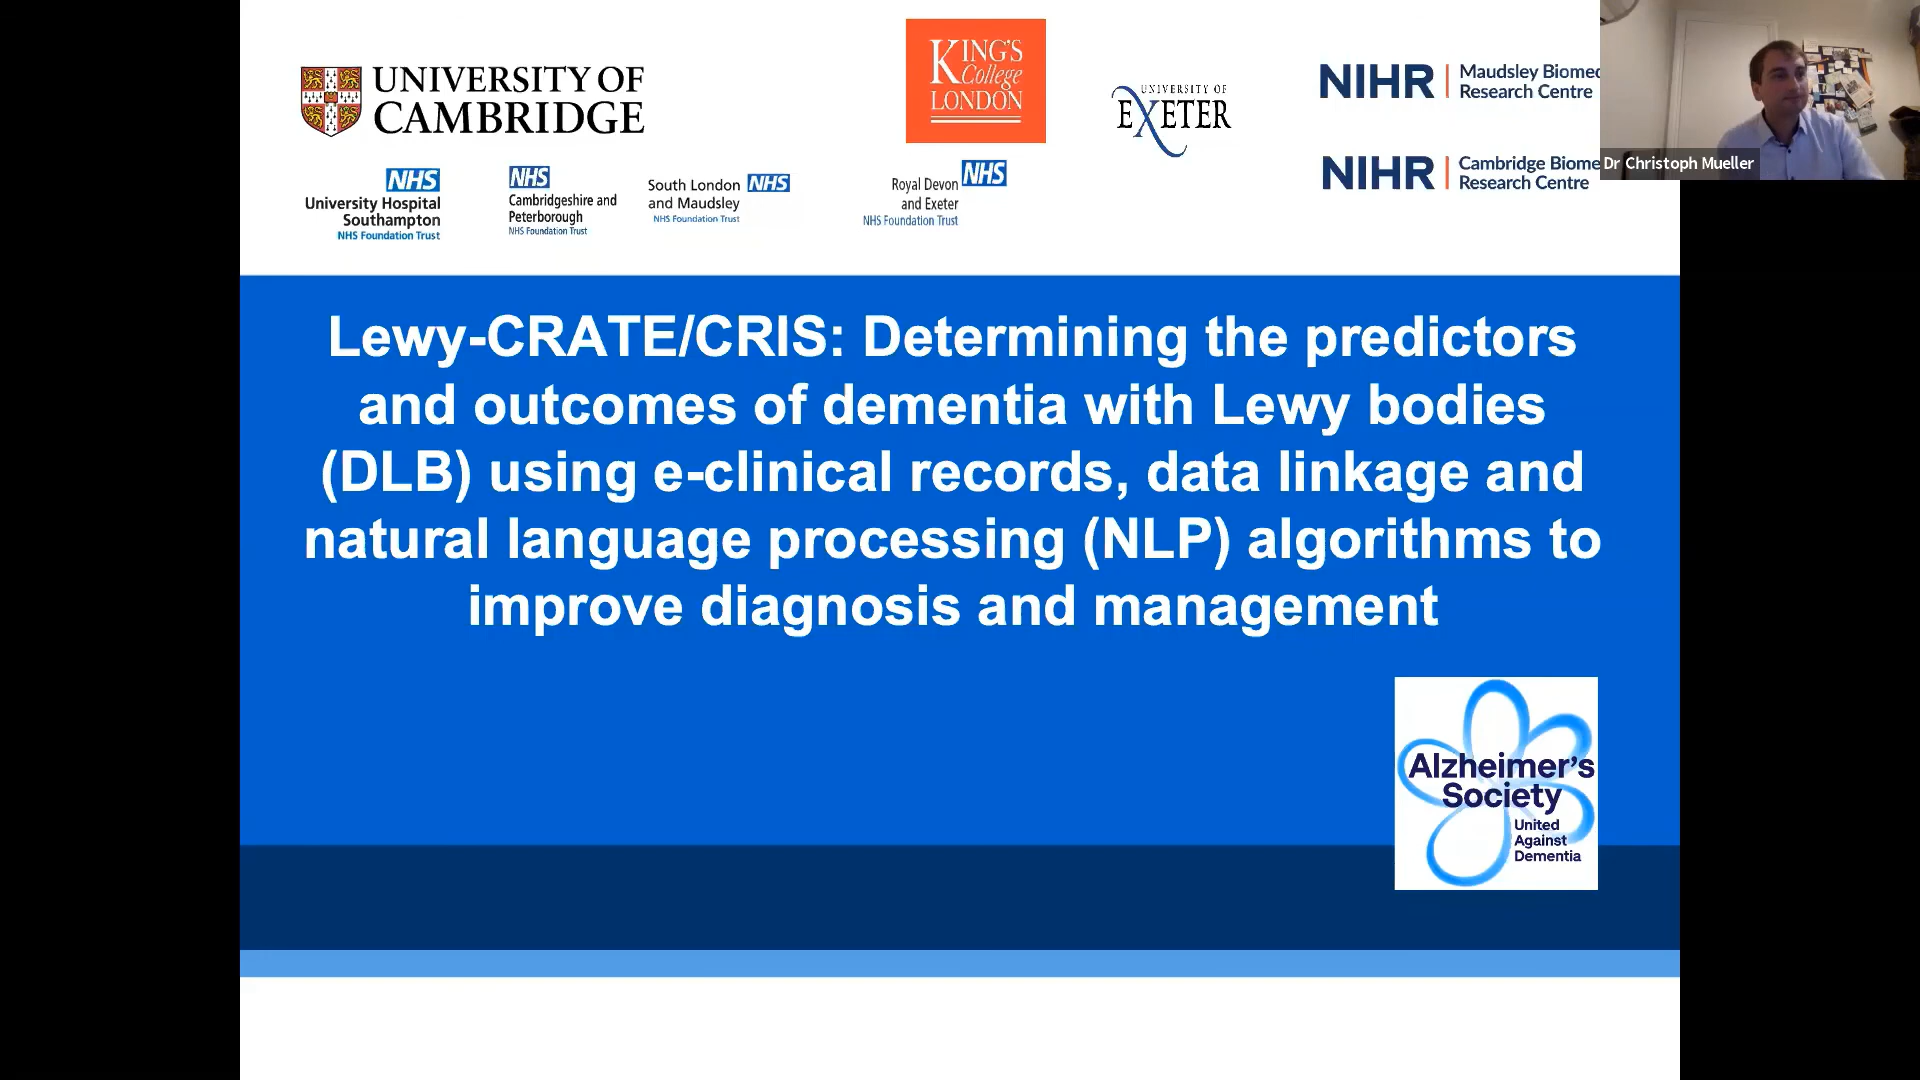 UNIVERSITY OF
CAMBRIDGE
KING'S
College
LONDON
UNIVERSITY OF
EXETER
NIHR | Maudsley Biomed
Research Centre
NIHR | Cambridge Biome
Research Centre
Dr Christoph Mueller
NHS
University Hospital
Southampton
NHS Foundation Trust
NHS
Cambridgeshire and
Peterborough
NHS Foundation Trust
South London NHS
and Maudsley
NHS Foundation Trust
Royal Devon NHS
and Exeter
NHS Foundation Trust
Lewy-CRATE/CRIS: Determining the predictors
and outcomes of dementia with Lewy bodies
(DLB) using e-clinical records, data linkage and
natural language processing (NLP) algorithms to
improve diagnosis and management
Alzheimer's
Society
United
Against
Dementia